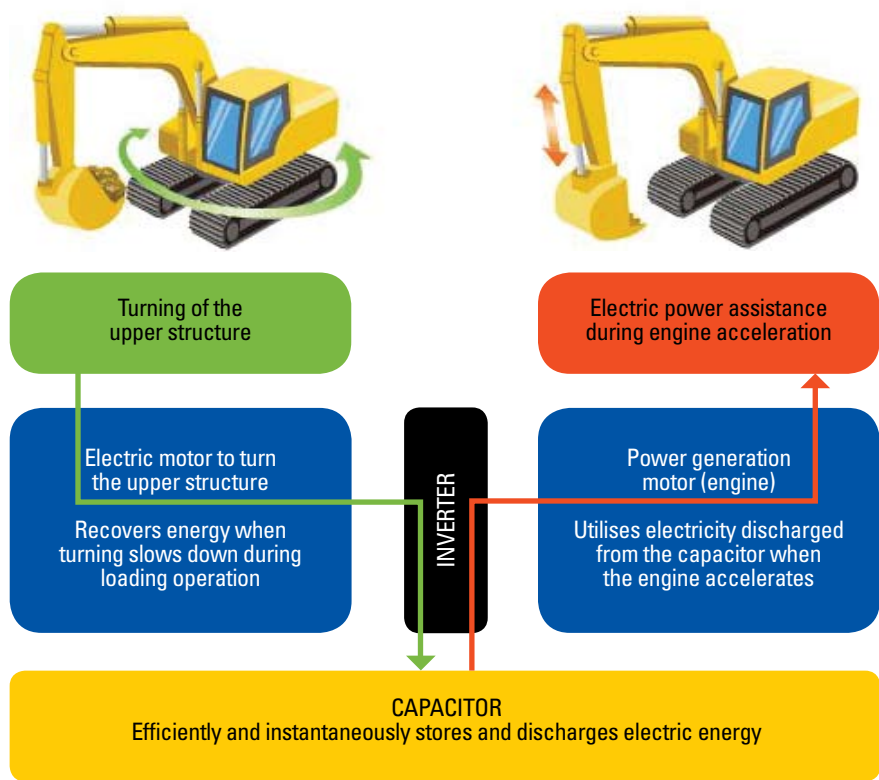 Turning of the
upper structure
Electric power assistance
during engine acceleration
Electric motor to turn
the upper structure
Recovers energy when
turning slows down during
loading operation
INVERTER
Power generation
motor (engine)
Utilises electricity discharged
from the capacitor when
the engine accelerates
CAPACITOR
Efficiently and instantaneously stores and discharges electric energy